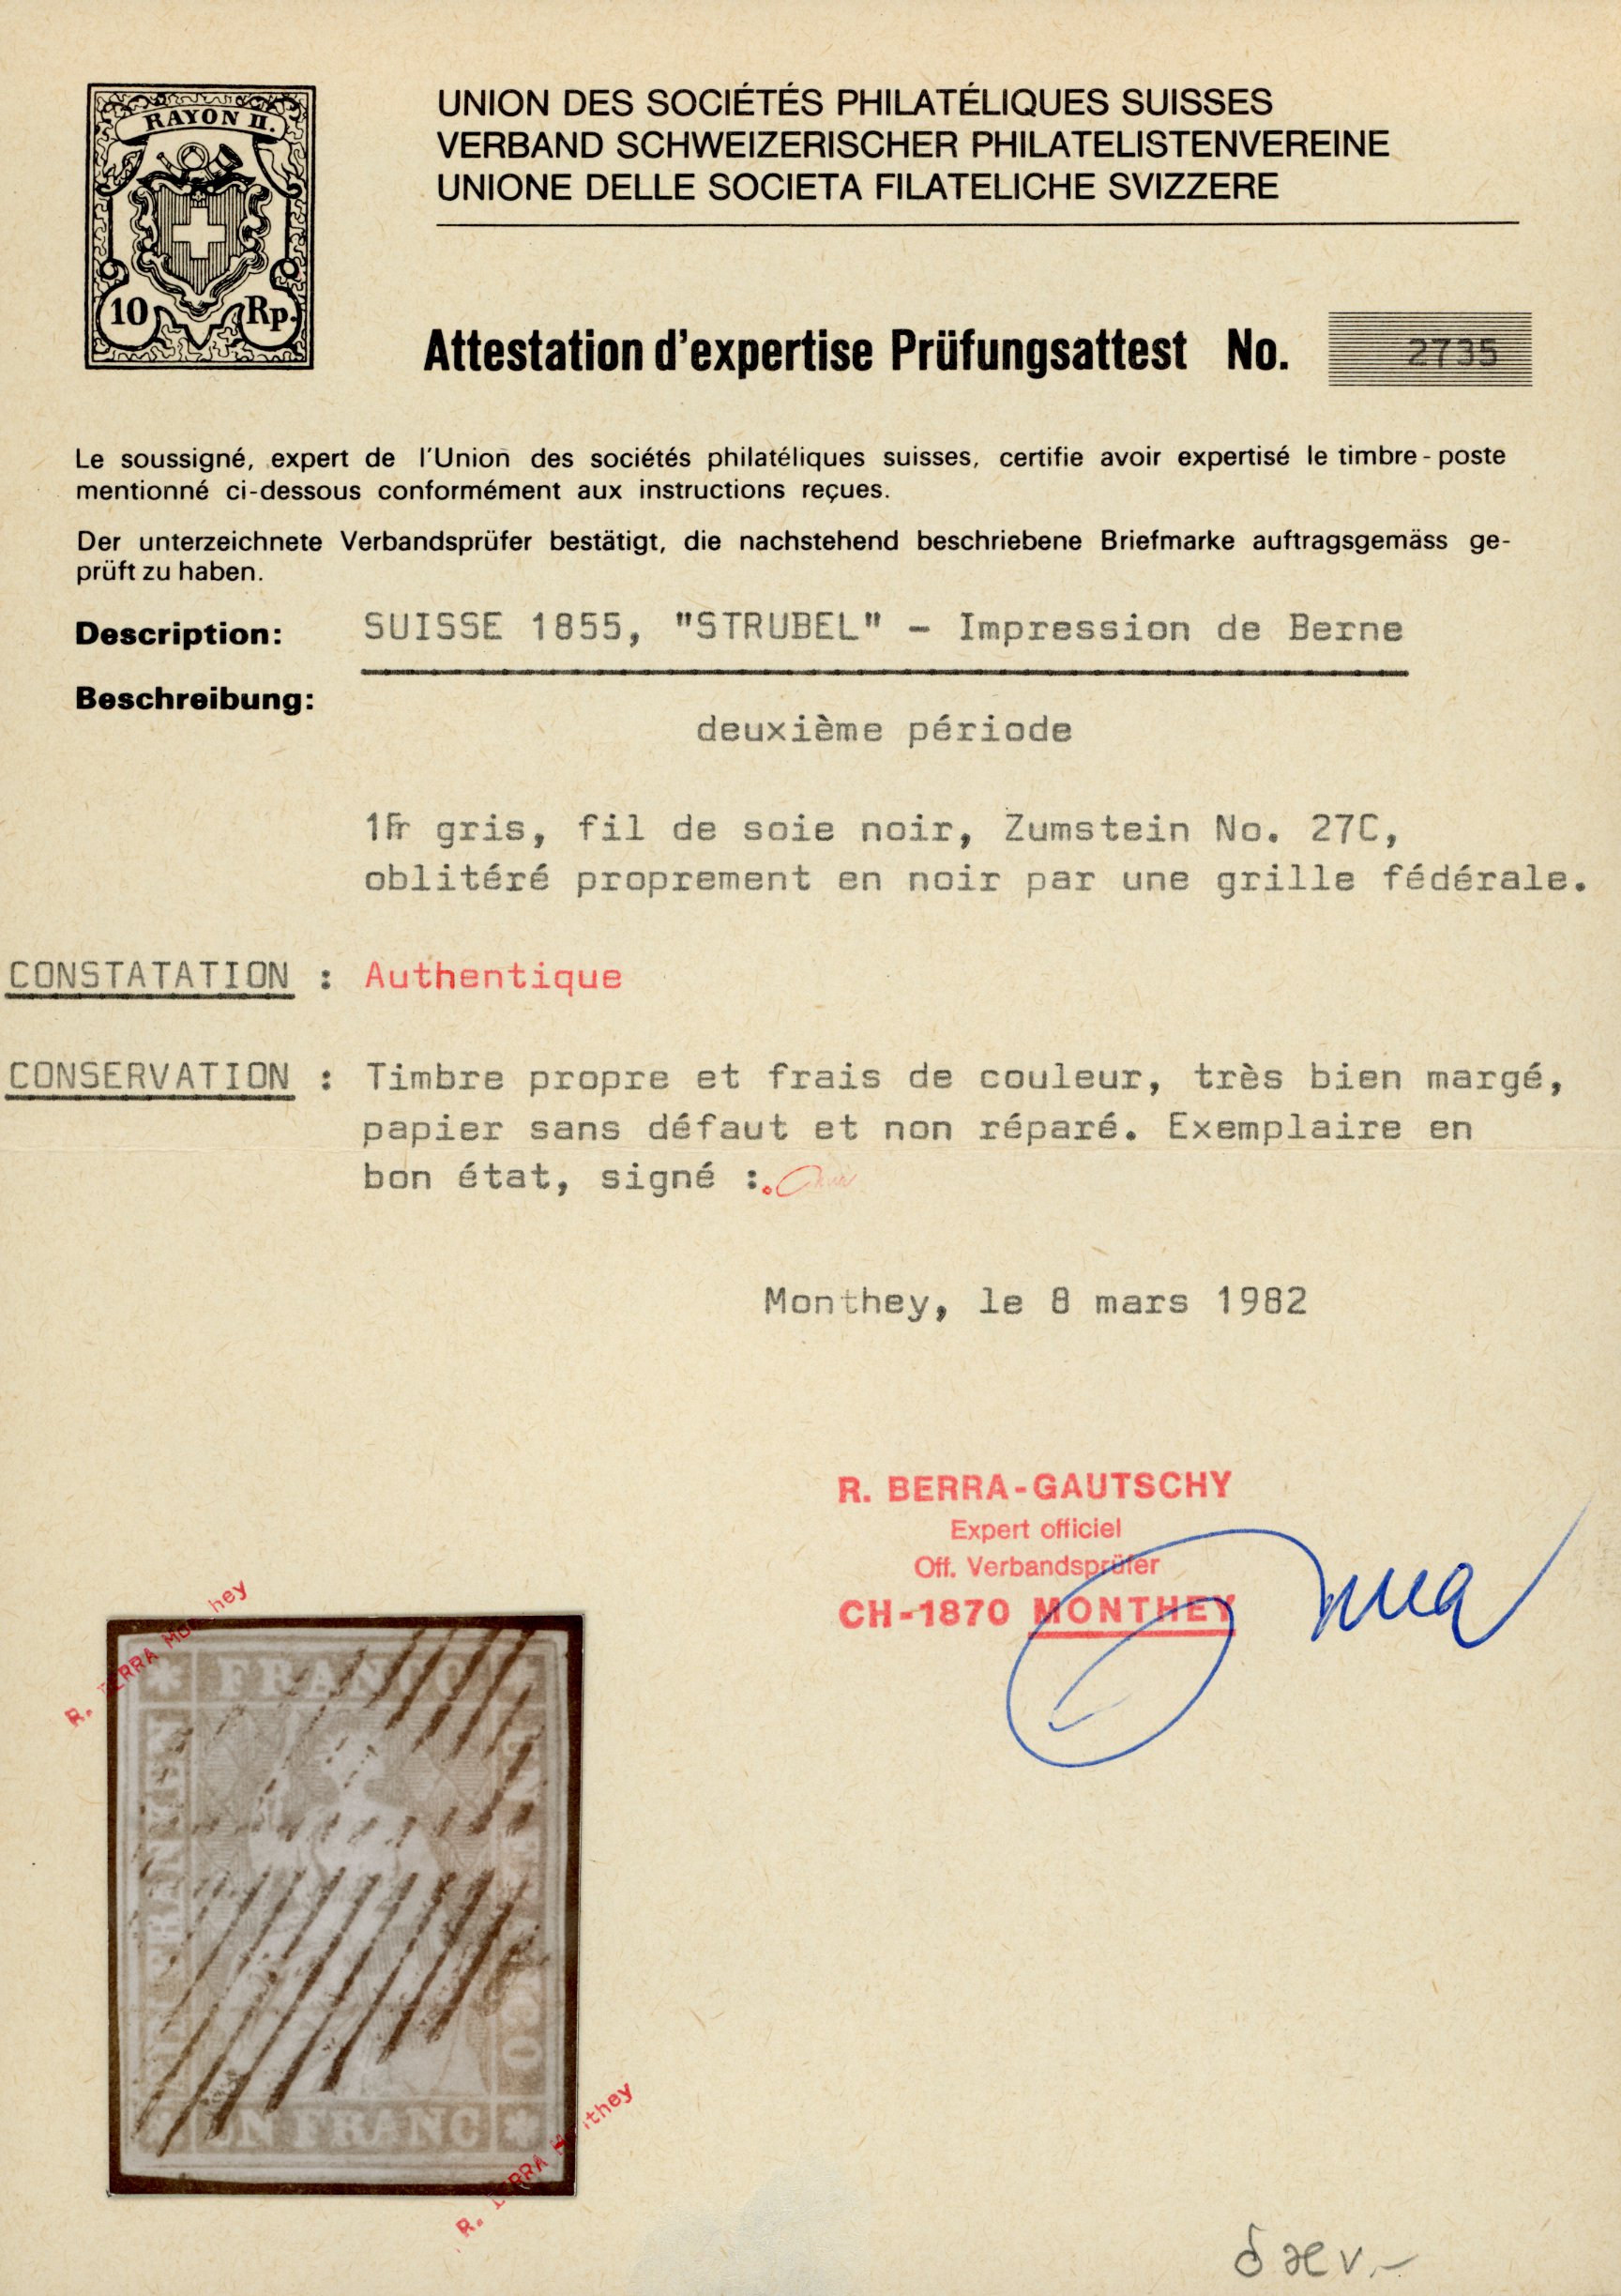 RAYON II.
10 Rp.
UNION DES SOCIÉTÉS PHILATÉLIQUES SUISSES
VERBAND SCHWEIZERISCHER PHILATELISTENVEREINE
UNIONE DELLE SOCIETA FILATELICHE SVIZZERE
Attestation d'expertise Prüfungsattest No. 2735
Le soussigné, expert de l'Union des sociétés philatéliques suisses, certifie avoir expertisé le timbre-poste
mentionné ci-dessous conformément aux instructions reçues.
Der unterzeichnete Verbandsprüfer bestätigt, die nachstehend beschriebene Briefmarke auftragsgemäss ge-
prüft zu haben.
Description: SUISSE 1855, "STRUBEL" - Impression de Berne
Beschreibung:
deuxième période
1Fr gris, fil de soie noir, Zumstein No. 27C,
oblitéré proprement en noir par une grille fédérale.
CONSTATATION : Authentique
CONSERVATION : Timbre propre et frais de couleur, très bien margé,
papier sans défaut et non réparé. Exemplaire en
bon état, signé :
Monthey, le 8 mars 1982
R. BERRA-GAUTSCHY
Expert officiel
Off. Verbandsprüfer
CH-1870 MONTHEY
R. BERRA Monthey
FRANCO
UN FRANC
R. BERRA Monthey